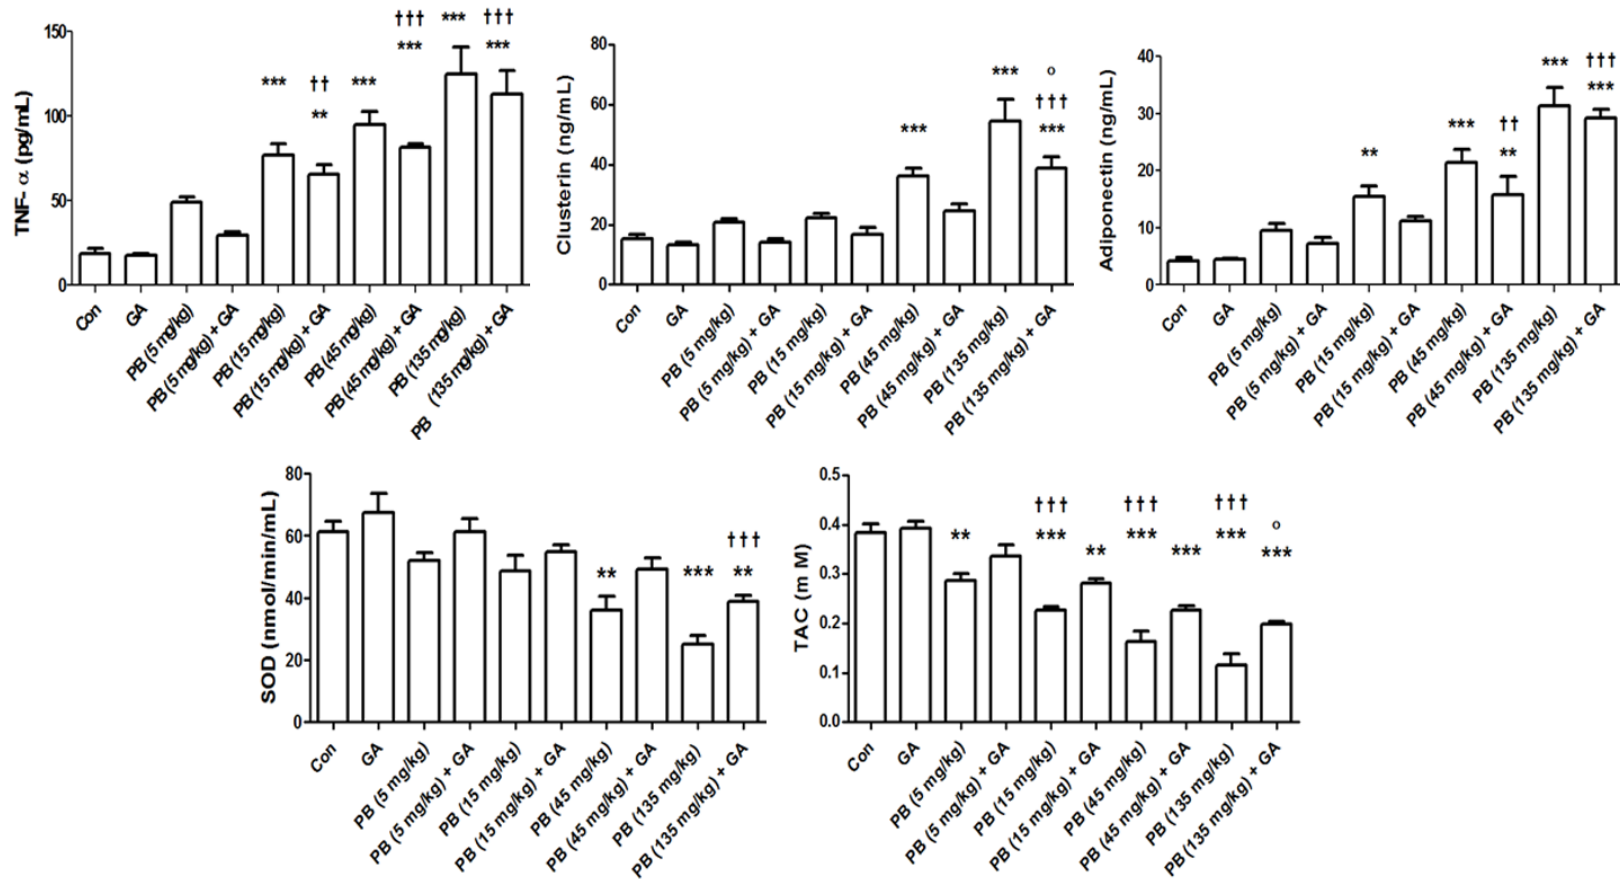 TNF- α (pg/mL)
150
100
50
0
*** †† ** *** ††† *** *** ††† ***
Con
GA
PB (5 mg/kg)
PB (5 mg/kg) + GA
PB (15 mg/kg)
PB (15 mg/kg) + GA
PB (45 mg/kg)
PB (45 mg/kg) + GA
PB (135 mg/kg)
PB (135 mg/kg) + GA
Clusterin (ng/mL)
80
60
40
20
0
*** *** o ††† ***
Con
GA
PB (5 mg/kg)
PB (5 mg/kg) + GA
PB (15 mg/kg)
PB (15 mg/kg) + GA
PB (45 mg/kg)
PB (45 mg/kg) + GA
PB (135 mg/kg)
PB (135 mg/kg) + GA
Adiponectin (ng/mL)
40
30
20
10
0
** *** †† ** *** ††† ***
Con
GA
PB (5 mg/kg)
PB (5 mg/kg) + GA
PB (15 mg/kg)
PB (15 mg/kg) + GA
PB (45 mg/kg)
PB (45 mg/kg) + GA
PB (135 mg/kg)
PB (135 mg/kg) + GA
SOD (nmol/min/mL)
80
60
40
20
0
** *** ††† **
Con
GA
PB (5 mg/kg)
PB (5 mg/kg) + GA
PB (15 mg/kg)
PB (15 mg/kg) + GA
PB (45 mg/kg)
PB (45 mg/kg) + GA
PB (135 mg/kg)
PB (135 mg/kg) + GA
TAC (m M)
0.5
0.4
0.3
0.2
0.1
0.0
** ††† *** ** ††† *** *** ††† *** o ***
Con
GA
PB (5 mg/kg)
PB (5 mg/kg) + GA
PB (15 mg/kg)
PB (15 mg/kg) + GA
PB (45 mg/kg)
PB (45 mg/kg) + GA
PB (135 mg/kg)
PB (135 mg/kg) + GA